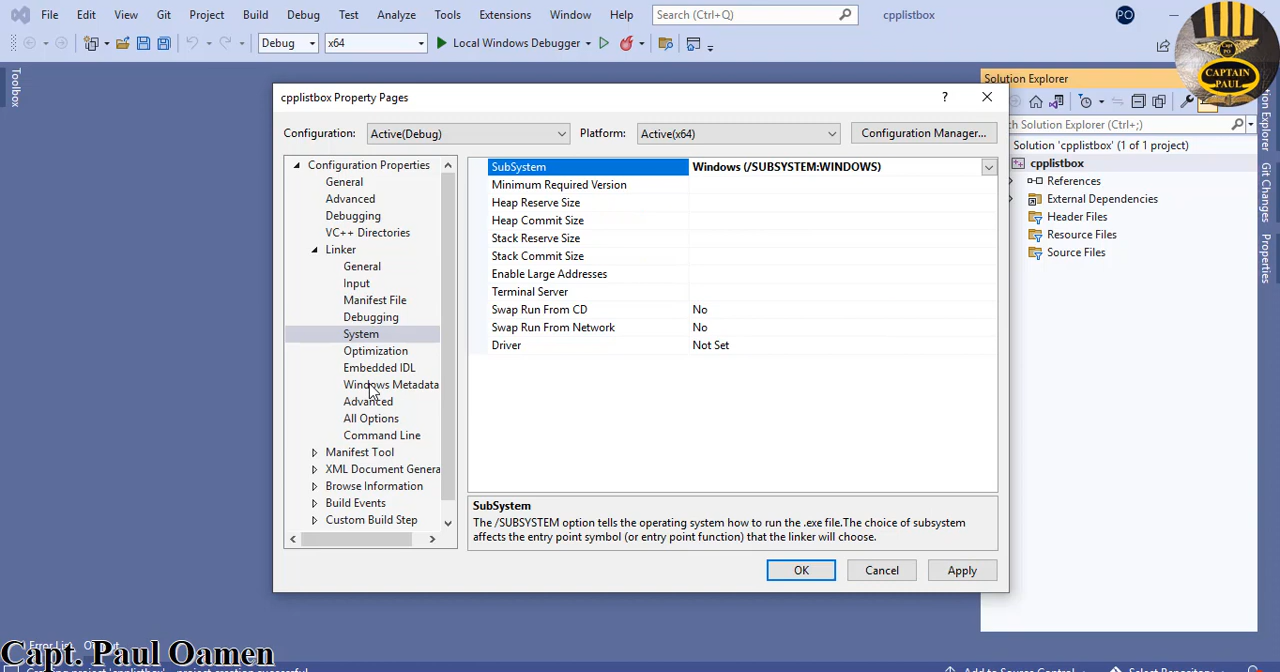 File Edit View Git Project Build Debug Test Analyze Tools Extensions Window Help Search (Ctrl+Q) cpplistbox PO
Debug x64 Local Windows Debugger
CAPTAIN PAUL
Toolbox
Solution Explorer
ch Solution Explorer (Ctrl+;)
Solution 'cpplistbox' (1 of 1 project)
cpplistbox
References
External Dependencies
Header Files
Resource Files
Source Files
Git Changes
Properties
cpplistbox Property Pages ?
Configuration: Active(Debug) Platform: Active(x64) Configuration Manager...
Configuration Properties
General
Advanced
Debugging
VC++ Directories
Linker
General
Input
Manifest File
Debugging
System
Optimization
Embedded IDL
Windows Metadata
Advanced
All Options
Command Line
Manifest Tool
XML Document Genera
Browse Information
Build Events
Custom Build Step
SubSystem Windows (/SUBSYSTEM:WINDOWS)
Minimum Required Version
Heap Reserve Size
Heap Commit Size
Stack Reserve Size
Stack Commit Size
Enable Large Addresses
Terminal Server
Swap Run From CD No
Swap Run From Network No
Driver Not Set
SubSystem
The /SUBSYSTEM option tells the operating system how to run the .exe file.The choice of subsystem
affects the entry point symbol (or entry point function) that the linker will choose.
OK Cancel Apply
Capt. Paul Oamen